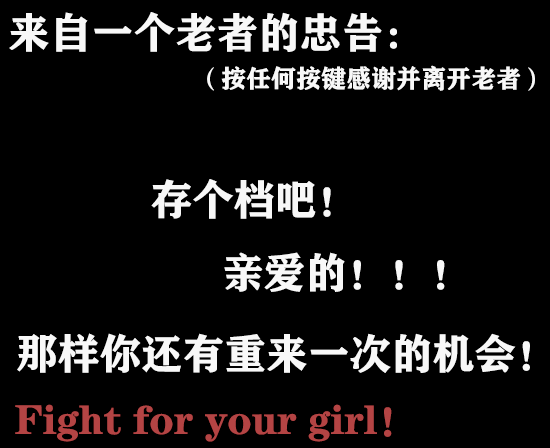 来自一个老者的忠告：
（按任何按键感谢并离开老者）
存个档吧！
亲爱的！！！
那样你还有重来一次的机会！
Fight for your girl！